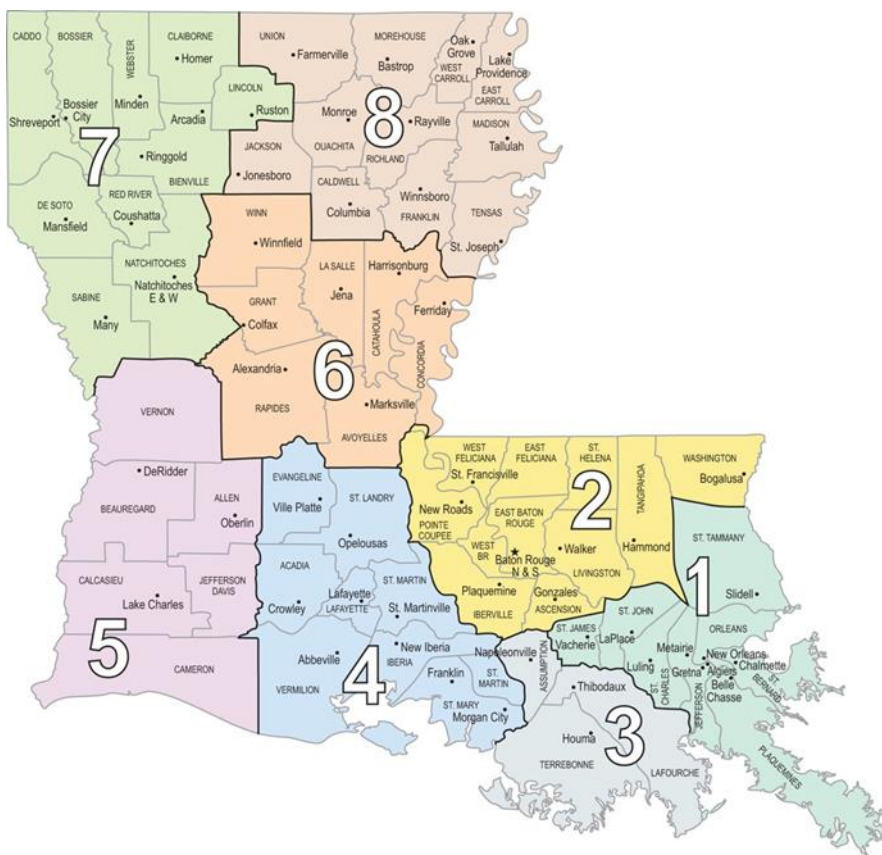 CADDO
BOSSIER
WEBSTER
CLAIBORNE
Homer
LINCOLN
Ruston
Minden
Arcadia
Bossier
City
Shreveport
7
Ringgold
BIENVILLE
DE SOTO
Mansfield
RED RIVER
Coushatta
NATCHITOCHES
Natchitoches
E & W
SABINE
Many
UNION
Farmerville
MOREHOUSE
Bastrop
Oak
Grove
WEST
CARROLL
Lake
Providence
EAST
CARROLL
Monroe
OUACHITA
8
Rayville
RICHLAND
MADISON
Tallulah
JACKSON
Jonesboro
CALDWELL
Columbia
Winnsboro
FRANKLIN
TENSAS
St. Joseph
WINN
Winnfield
LA SALLE
Jena
Harrisonburg
CATAHOULA
Ferriday
CONCORDIA
GRANT
Colfax
Alexandria
6
RAPIDES
Marksville
AVOYELLES
VERNON
DeRidder
BEAUREGARD
ALLEN
Oberlin
CALCASIEU
Lake Charles
JEFFERSON
DAVIS
5
CAMERON
EVANGELINE
Ville Platte
ST. LANDRY
Opelousas
ACADIA
Crowley
Lafayette
LAFAYETTE
ST. MARTIN
St. Martinville
Abbeville
VERMILION
4
New Iberia
IBERIA
Franklin
ST.
MARTIN
ST. MARY
Morgan City
WEST
FELICIANA
EAST
FELICIANA
ST.
HELENA
St. Francisville
2
TANGIPAHOA
WASHINGTON
Bogalusa
New Roads
POINTE
COUPEE
EAST BATON
ROUGE
WEST
BR
Baton Rouge
N & S
Walker
Hammond
LIVINGSTON
Plaquemine
IBERVILLE
Gonzales
ASCENSION
ST. TAMMANY
1
Slidell
ST. JOHN
ST. JAMES
Vacherie
LaPlace
Luling
ST.
CHARLES
Metairie
ORLEANS
New Orleans
Gretna
Algiers
Chalmette
Belle
Chasse
JEFFERSON
ST.
BERNARD
PLAQUEMINES
Napoleonville
ASSUMPTION
Thibodaux
Houma
3
TERREBONNE
LAFOURCHE